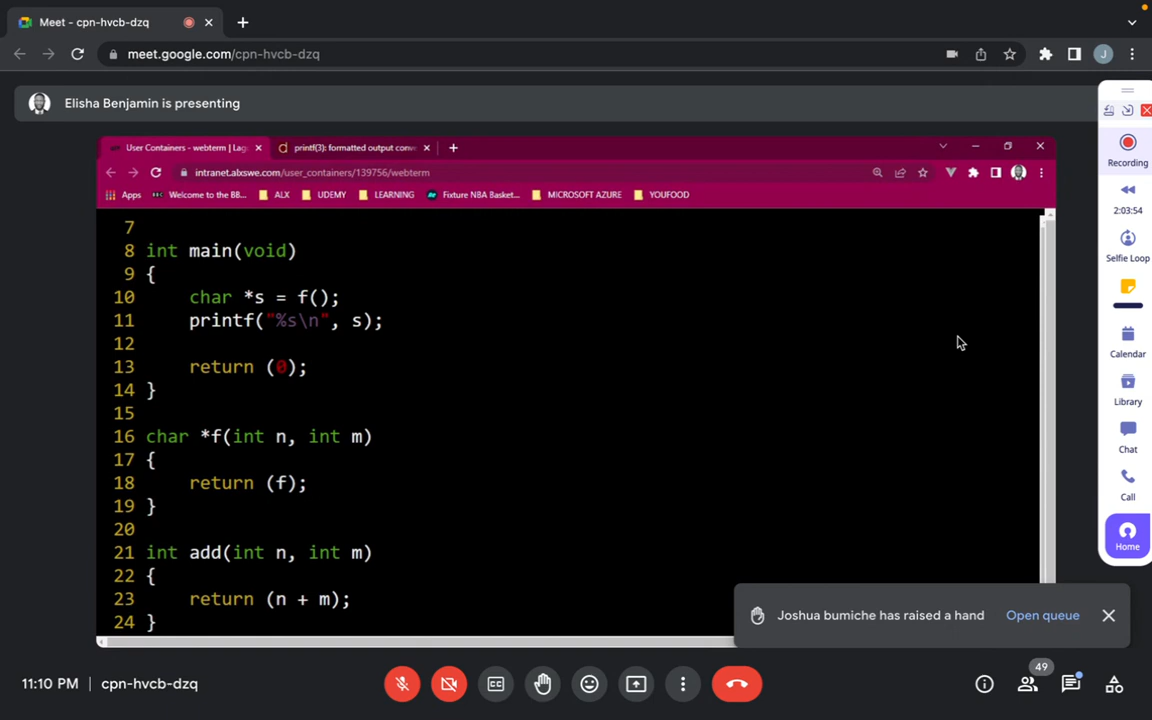 Meet - cpn-hvcb-dzq
meet.google.com/cpn-hvcb-dzq
J
Elisha Benjamin is presenting
User Containers - webterm | Lag
printf(3): formatted output conv
intranet.alxswe.com/user_containers/139756/webterm
Apps
Welcome to the BB...
ALX
UDEMY
LEARNING
Fixture NBA Basket...
MICROSOFT AZURE
YOUFOOD
7
8 int main(void)
9 {
10 char *s = f();
11 printf("%s\n", s);
12
13 return (0);
14 }
15
16 char *f(int n, int m)
17 {
18 return (f);
19 }
20
21 int add(int n, int m)
22 {
23 return (n + m);
24 }
Recording
2:03:54
Selfie Loop
Calendar
Library
Chat
Call
Home
Joshua bumiche has raised a hand
Open queue
11:10 PM | cpn-hvcb-dzq
49